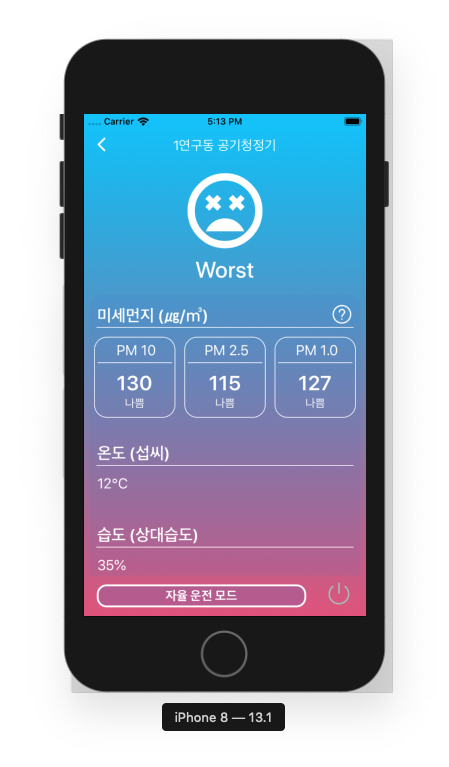 Carrier 5:13 PM
1연구동 공기청정기
Worst
미세먼지 (㎍/㎥)
PM 10 PM 2.5 PM 1.0
130 115 127
나쁨 나쁨 나쁨
온도 (섭씨)
12°C
습도 (상대습도)
35%
자율 운전 모드
iPhone 8 — 13.1